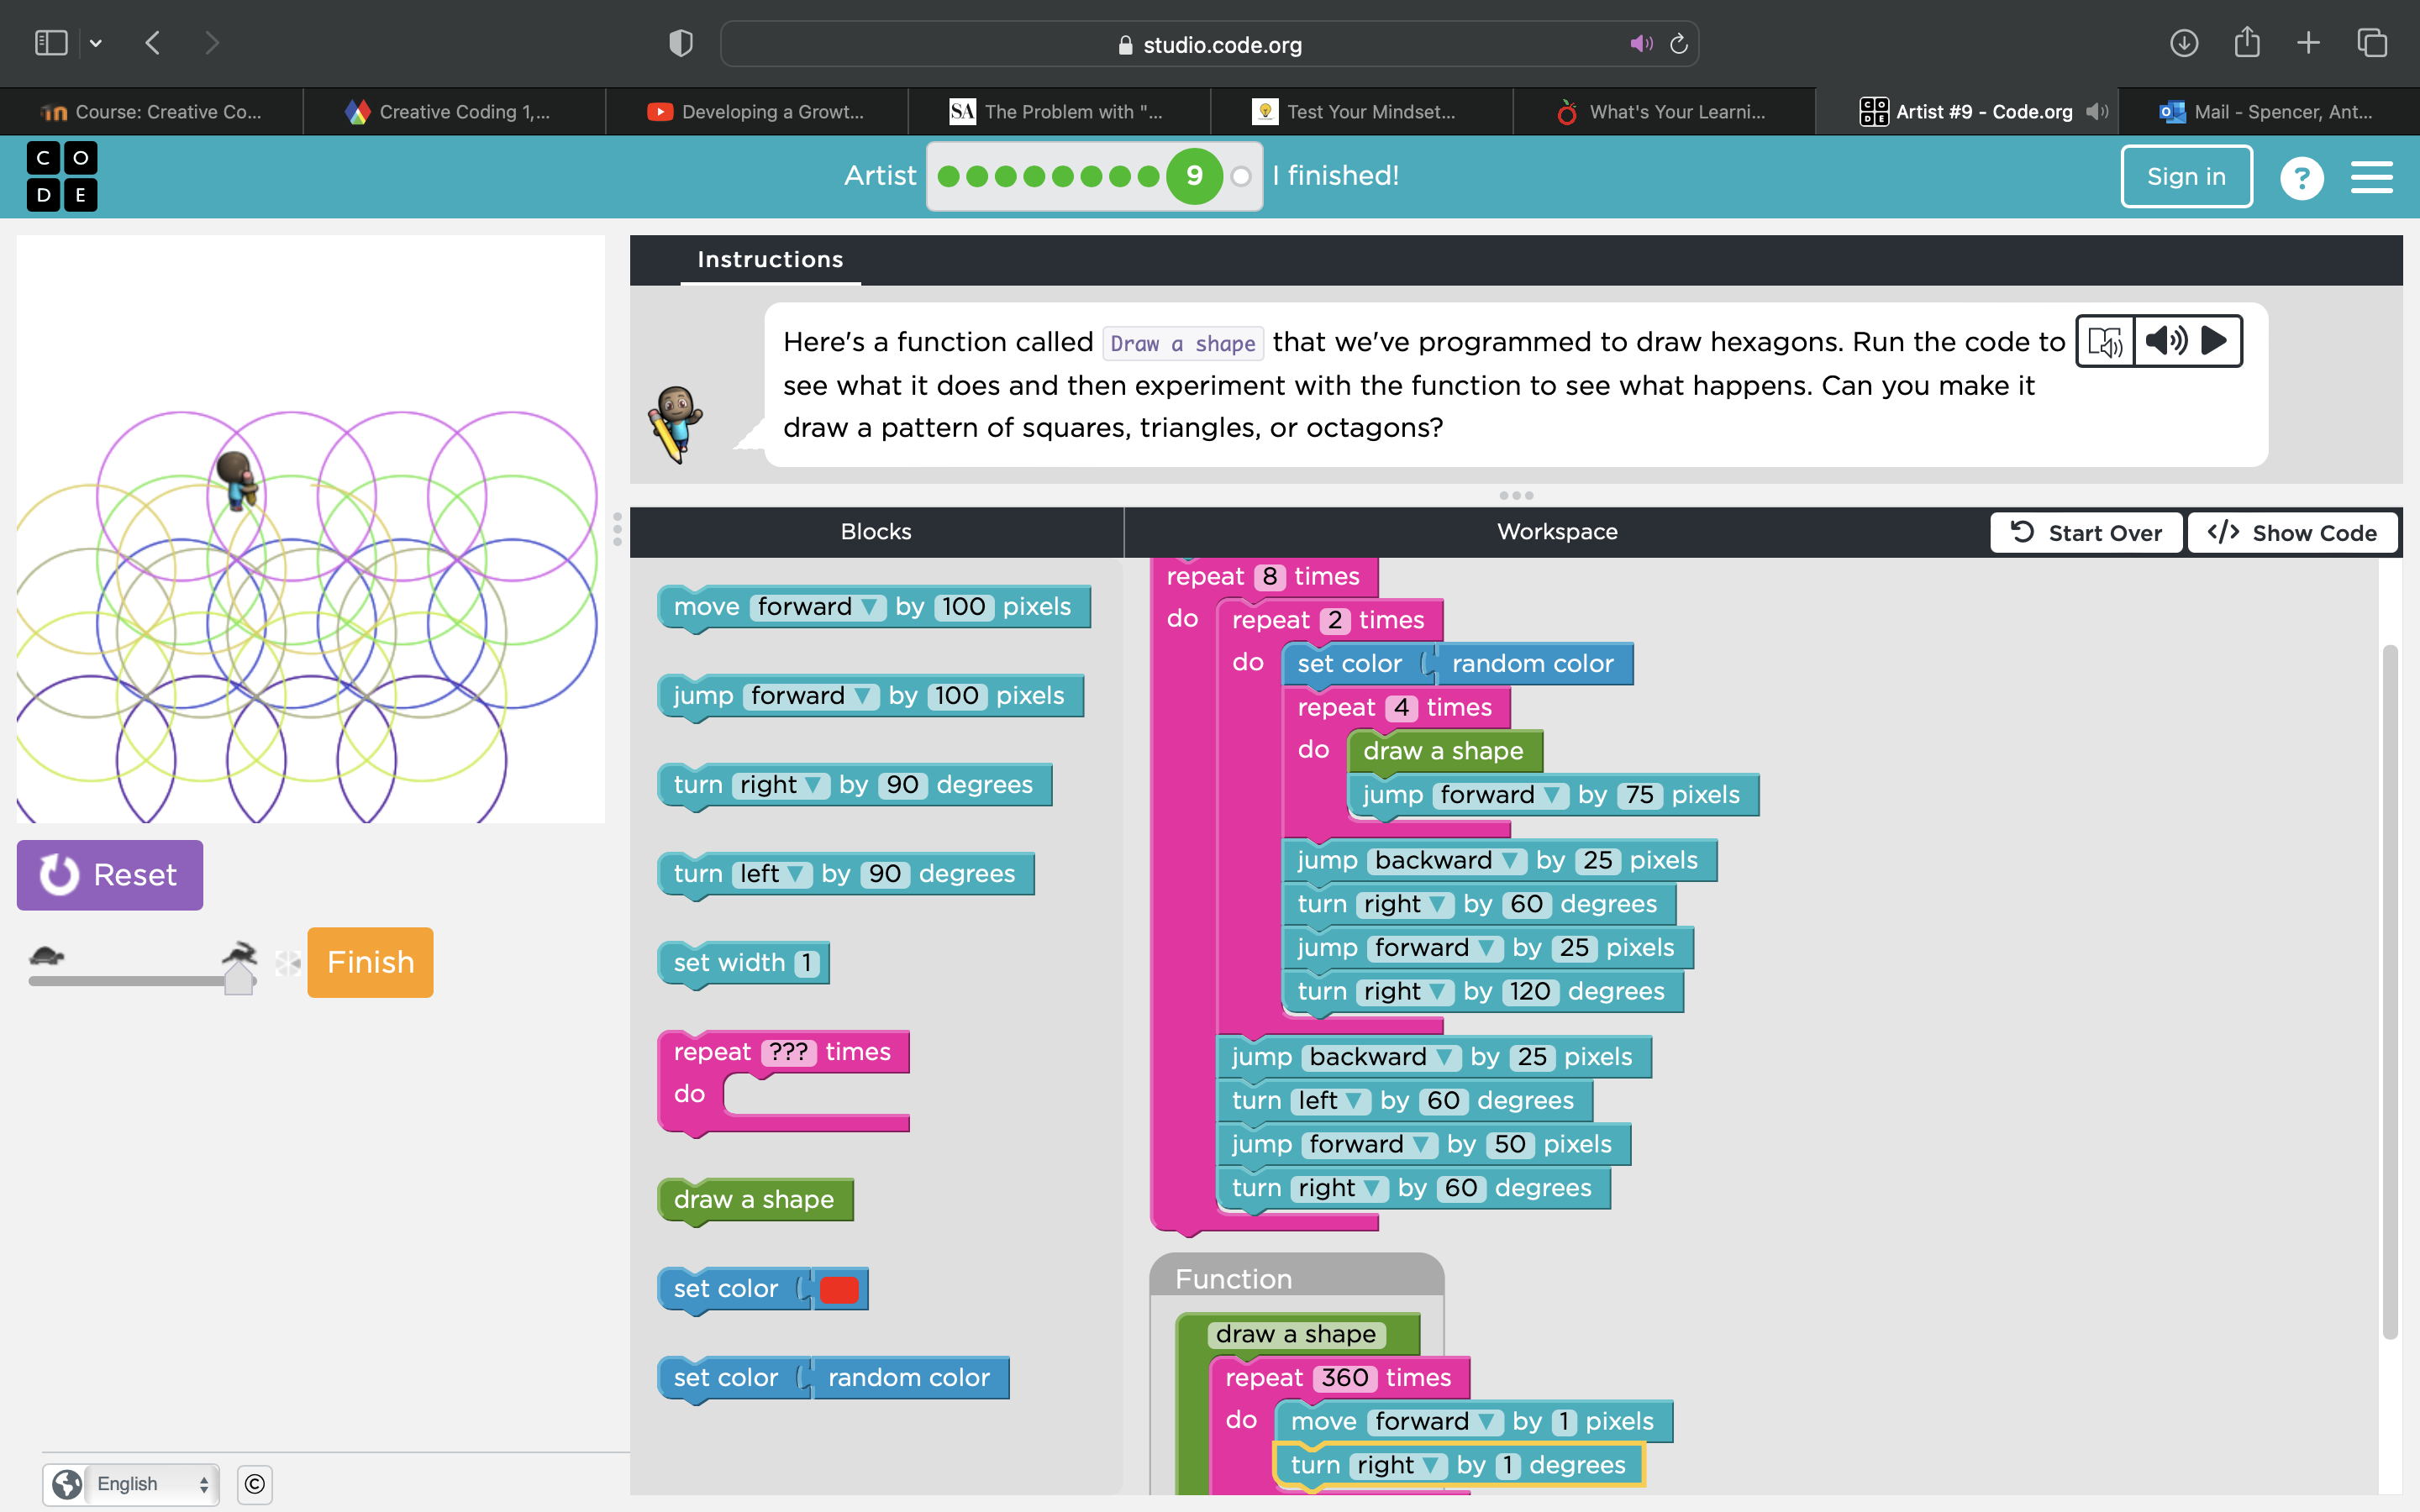 studio.code.org
Course: Creative Co...
Creative Coding 1,...
Developing a Growt...
SA The Problem with "...
Test Your Mindset...
What's Your Learni...
Artist #9 - Code.org
Mail - Spencer, Ant...
C O
D E
Artist
9
I finished!
Sign in
?
Instructions
Here's a function called Draw a shape that we've programmed to draw hexagons. Run the code to
see what it does and then experiment with the function to see what happens. Can you make it
draw a pattern of squares, triangles, or octagons?
Blocks
Workspace
Start Over
</> Show Code
move forward by 100 pixels
jump forward by 100 pixels
turn right by 90 degrees
turn left by 90 degrees
set width 1
repeat ??? times
do
draw a shape
set color
set color random color
repeat 8 times
do repeat 2 times
do set color random color
repeat 4 times
do draw a shape
jump forward by 75 pixels
jump backward by 25 pixels
turn right by 60 degrees
jump forward by 25 pixels
turn right by 120 degrees
jump backward by 25 pixels
turn left by 60 degrees
jump forward by 50 pixels
turn right by 60 degrees
Function
draw a shape
repeat 360 times
do move forward by 1 pixels
turn right by 1 degrees
Reset
Finish
English
©